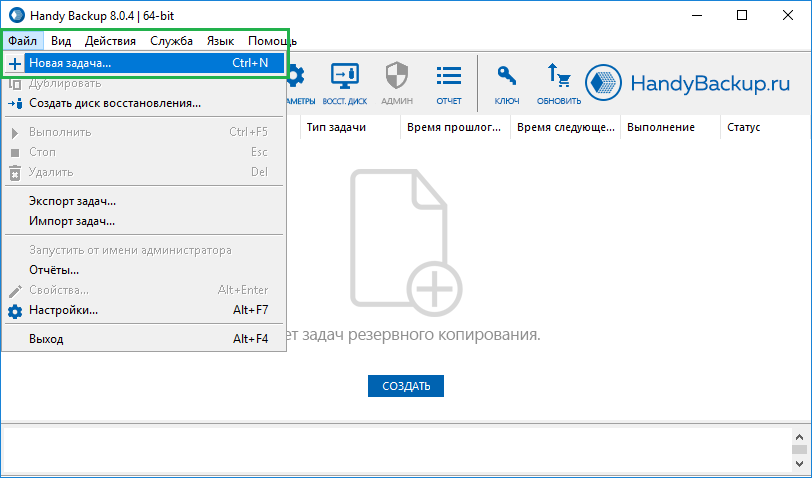 Handy Backup 8.0.4 | 64-bit
Файл Вид Действия Служба Язык Помощь
Новая задача... Ctrl+N
Дублировать
Создать диск восстановления...
Выполнить Ctrl+F5
Стоп Esc
Удалить Del
Экспорт задач...
Импорт задач...
Запустить от имени администратора
Отчёты...
Свойства... Alt+Enter
Настройки... Alt+F7
Выход Alt+F4
ВОССТ. ДИСК АДМИН ОТЧЕТ КЛЮЧ ОБНОВИТЬ
HandyBackup.ru
Тип задачи Время прошлог... Время следующе... Выполнение Статус
задач резервного копирования.
СОЗДАТЬ